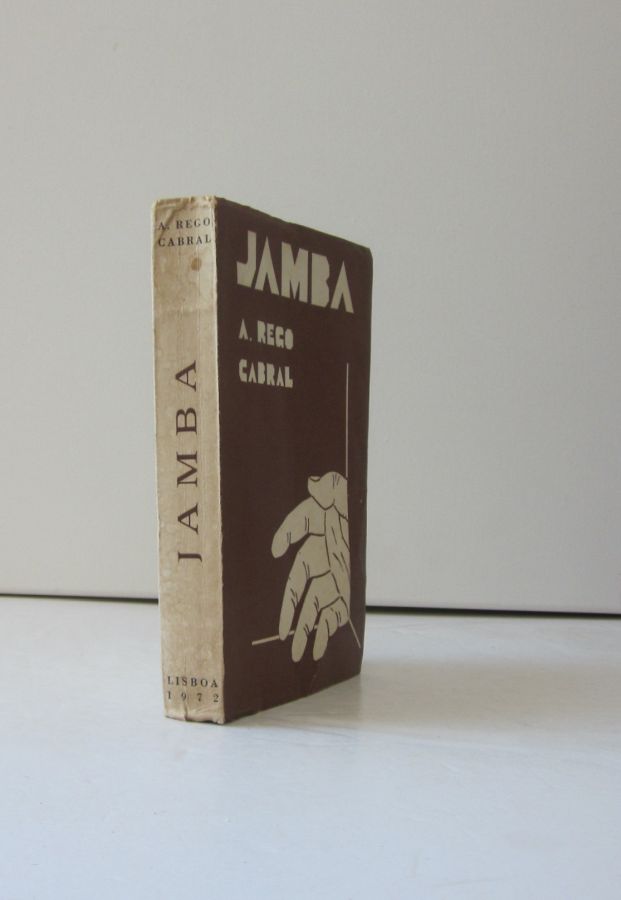 A. REGO
CABRAL
JAMBA
LISBOA
1972
JAMBA
A. REGO
CABRAL